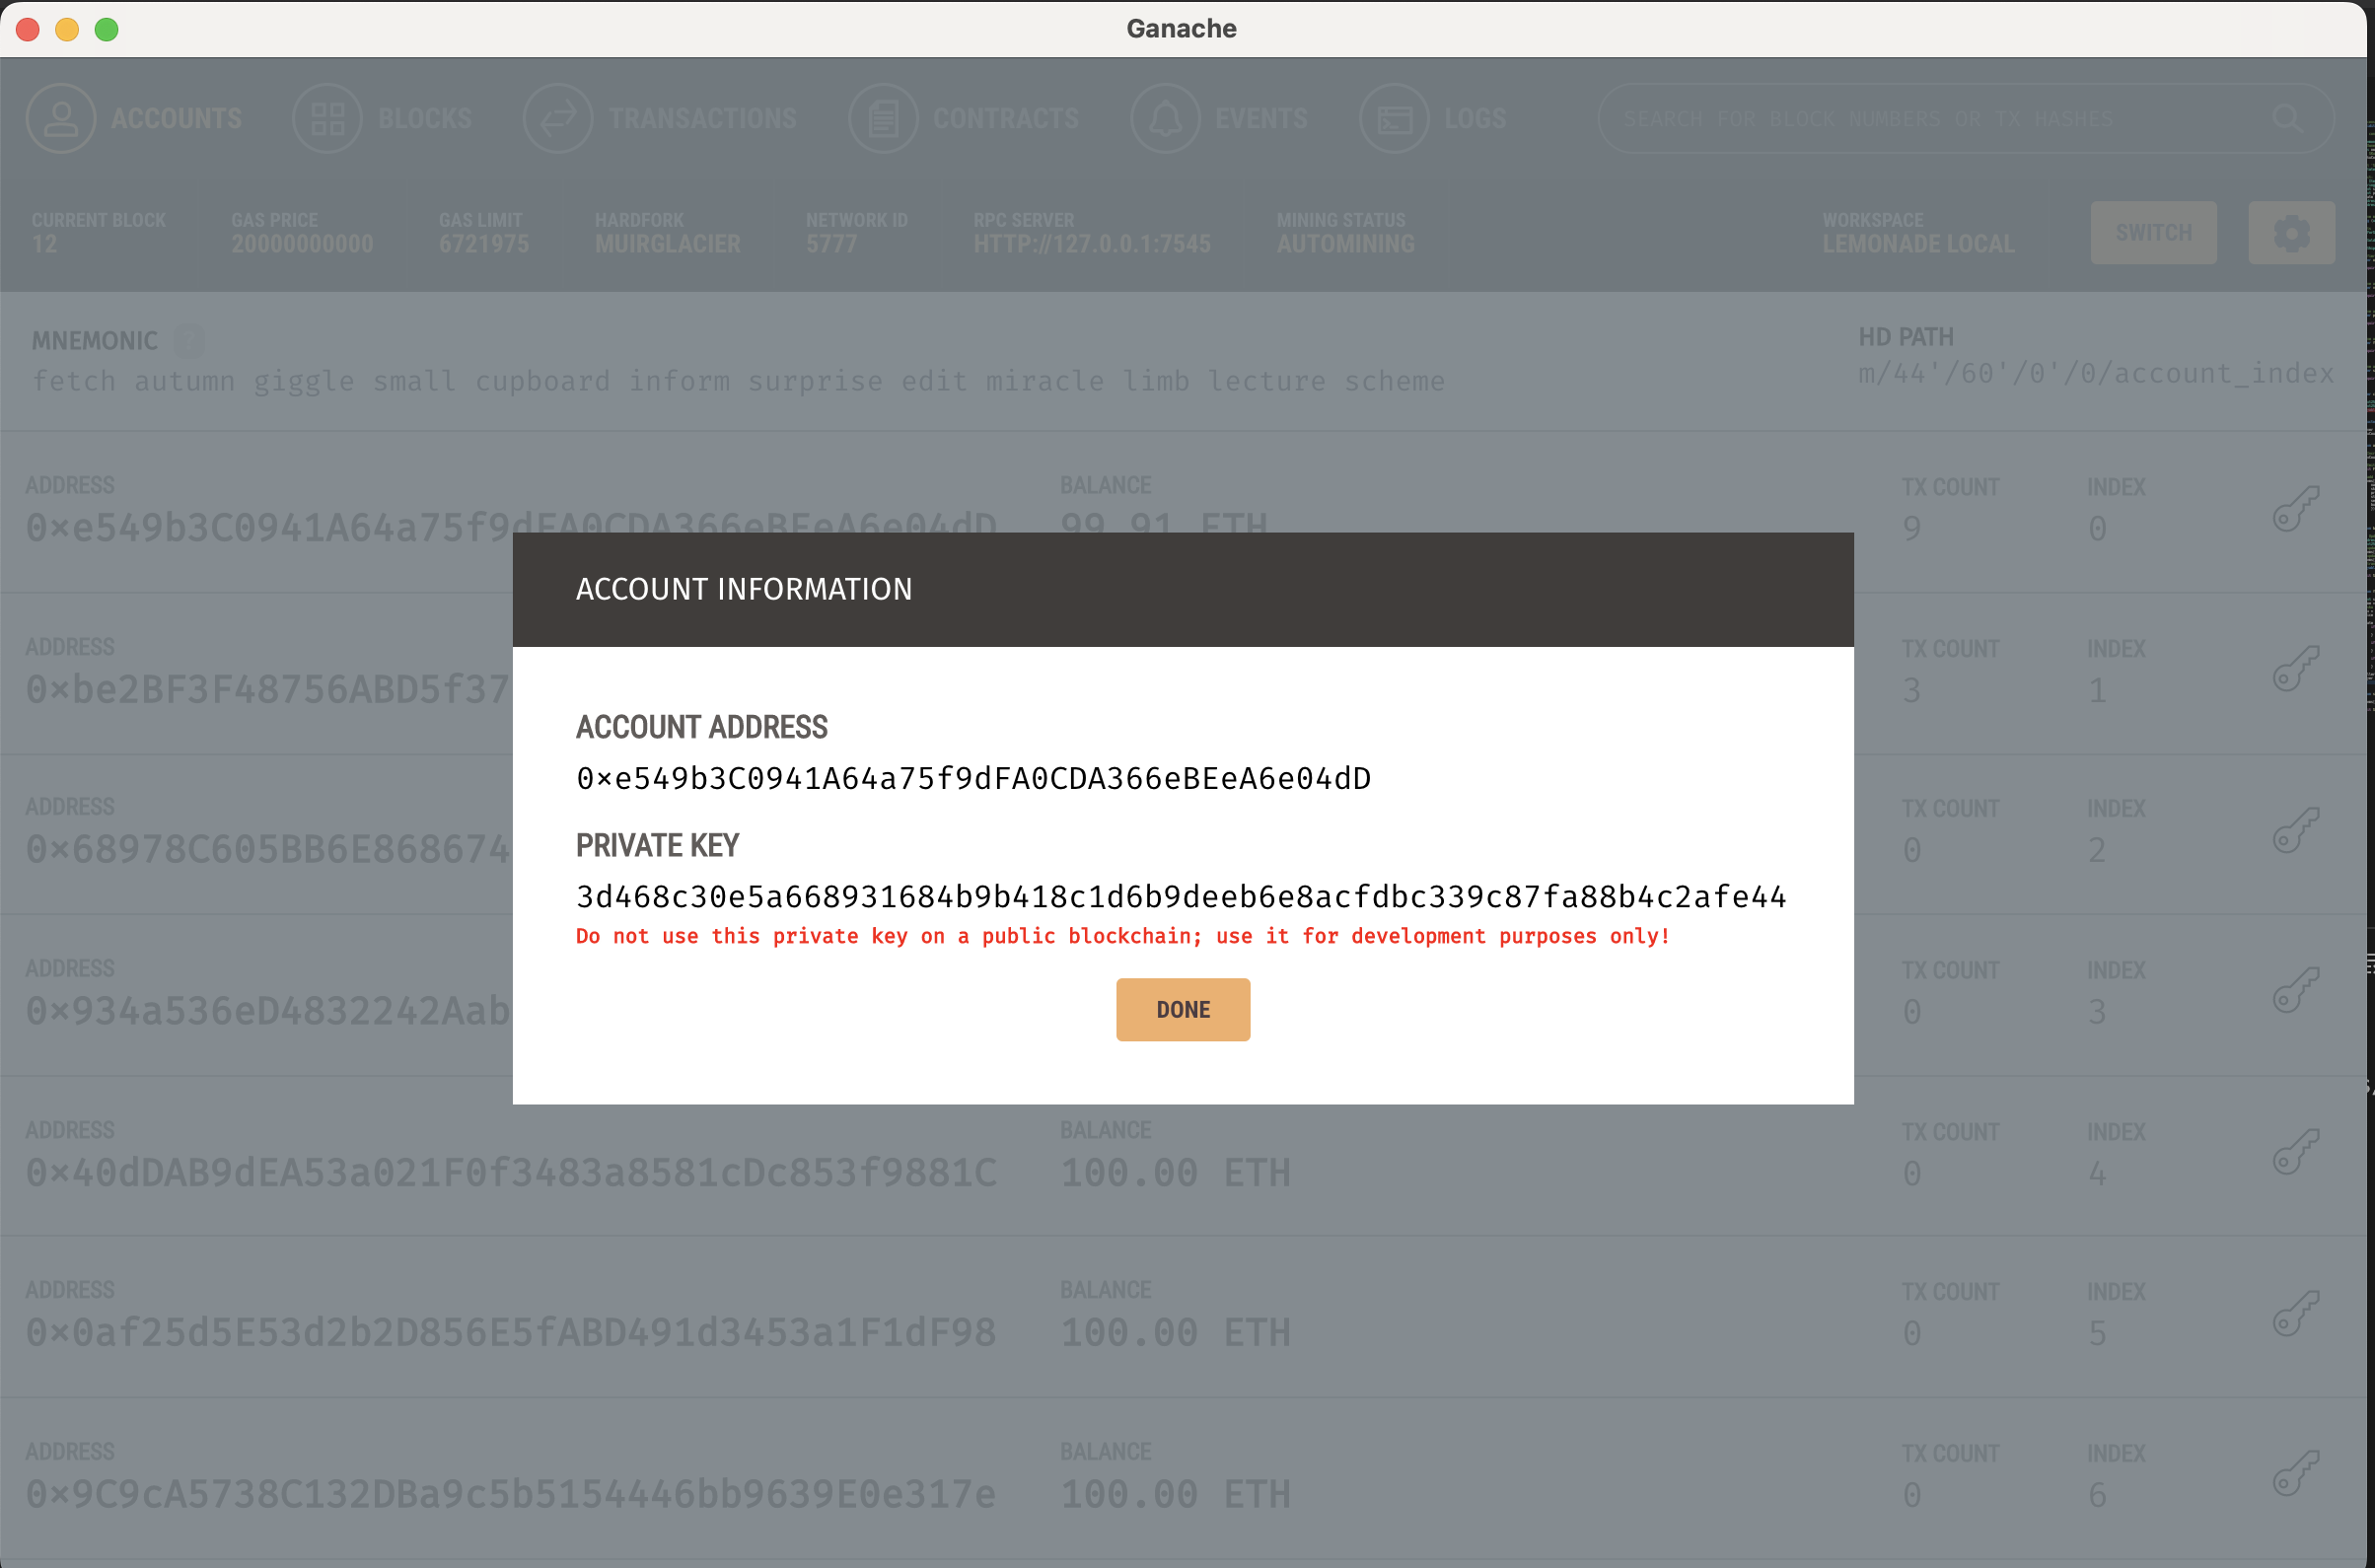 Ganache
ACCOUNTS BLOCKS TRANSACTIONS CONTRACTS EVENTS LOGS SEARCH FOR BLOCK NUMBERS OR TX HASHES
CURRENT BLOCK GAS PRICE GAS LIMIT HARDFORK NETWORK ID RPC SERVER MINING STATUS WORKSPACE
12 20000000000 6721975 MUIRGLACIER 5777 HTTP://127.0.0.1:7545 AUTOMINING LEMONADE LOCAL SWITCH
MNEMONIC ? HD PATH
fetch autumn giggle small cupboard inform surprise edit miracle limb lecture scheme m/44'/60'/0'/0/account_index
ADDRESS BALANCE TX COUNT INDEX
0×e549b3C0941A64a75f9dFA0CDA366eBEeA6e04dD 99.91 ETH 9 0
ACCOUNT INFORMATION
ADDRESS TX COUNT INDEX
0×be2BF3F48756ABD5f37 3 1
ACCOUNT ADDRESS
0×e549b3C0941A64a75f9dFA0CDA366eBEeA6e04dD
ADDRESS TX COUNT INDEX
0×68978C605BB6E868674 0 2
PRIVATE KEY
3d468c30e5a668931684b9b418c1d6b9deeb6e8acfdbc339c87fa88b4c2afe44
Do not use this private key on a public blockchain; use it for development purposes only!
ADDRESS TX COUNT INDEX
0×934a536eD4832242Aab 0 3
DONE
ADDRESS BALANCE TX COUNT INDEX
0×40dDAB9dEA53a021F0f3483a8581cDc853f9881C 100.00 ETH 0 4
ADDRESS BALANCE TX COUNT INDEX
0×0af25d5E53d2b2D856E5fABD491d3453a1F1dF98 100.00 ETH 0 5
ADDRESS BALANCE TX COUNT INDEX
0×9C9cA5738C132DBa9c5b5154446bb9639E0e317e 100.00 ETH 0 6